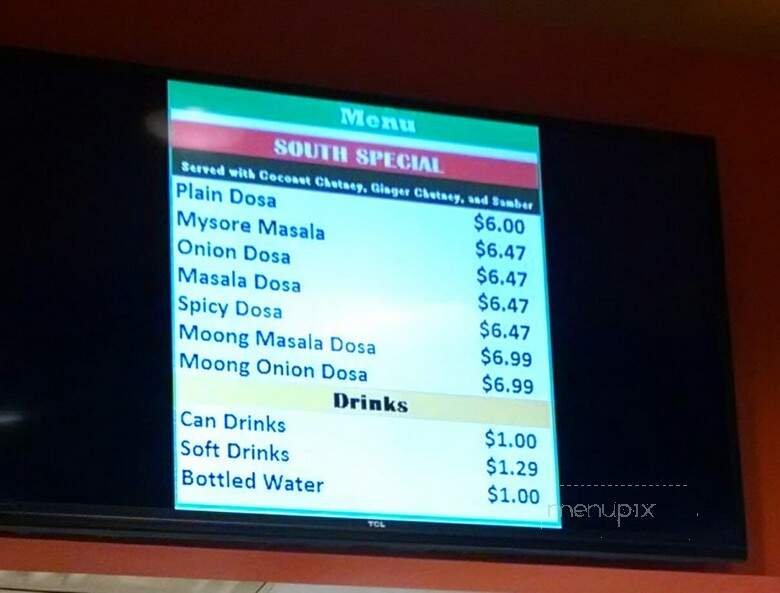 Menu
SOUTH SPECIAL
Served with Coconut Chutney, Ginger Chutney, and Sambar
Plain Dosa $6.00
Mysore Masala $6.47
Onion Dosa $6.47
Masala Dosa $6.47
Spicy Dosa $6.47
Moong Masala Dosa $6.99
Moong Onion Dosa $6.99
Drinks
Can Drinks $1.00
Soft Drinks $1.29
Bottled Water $1.00
TCL
menupix